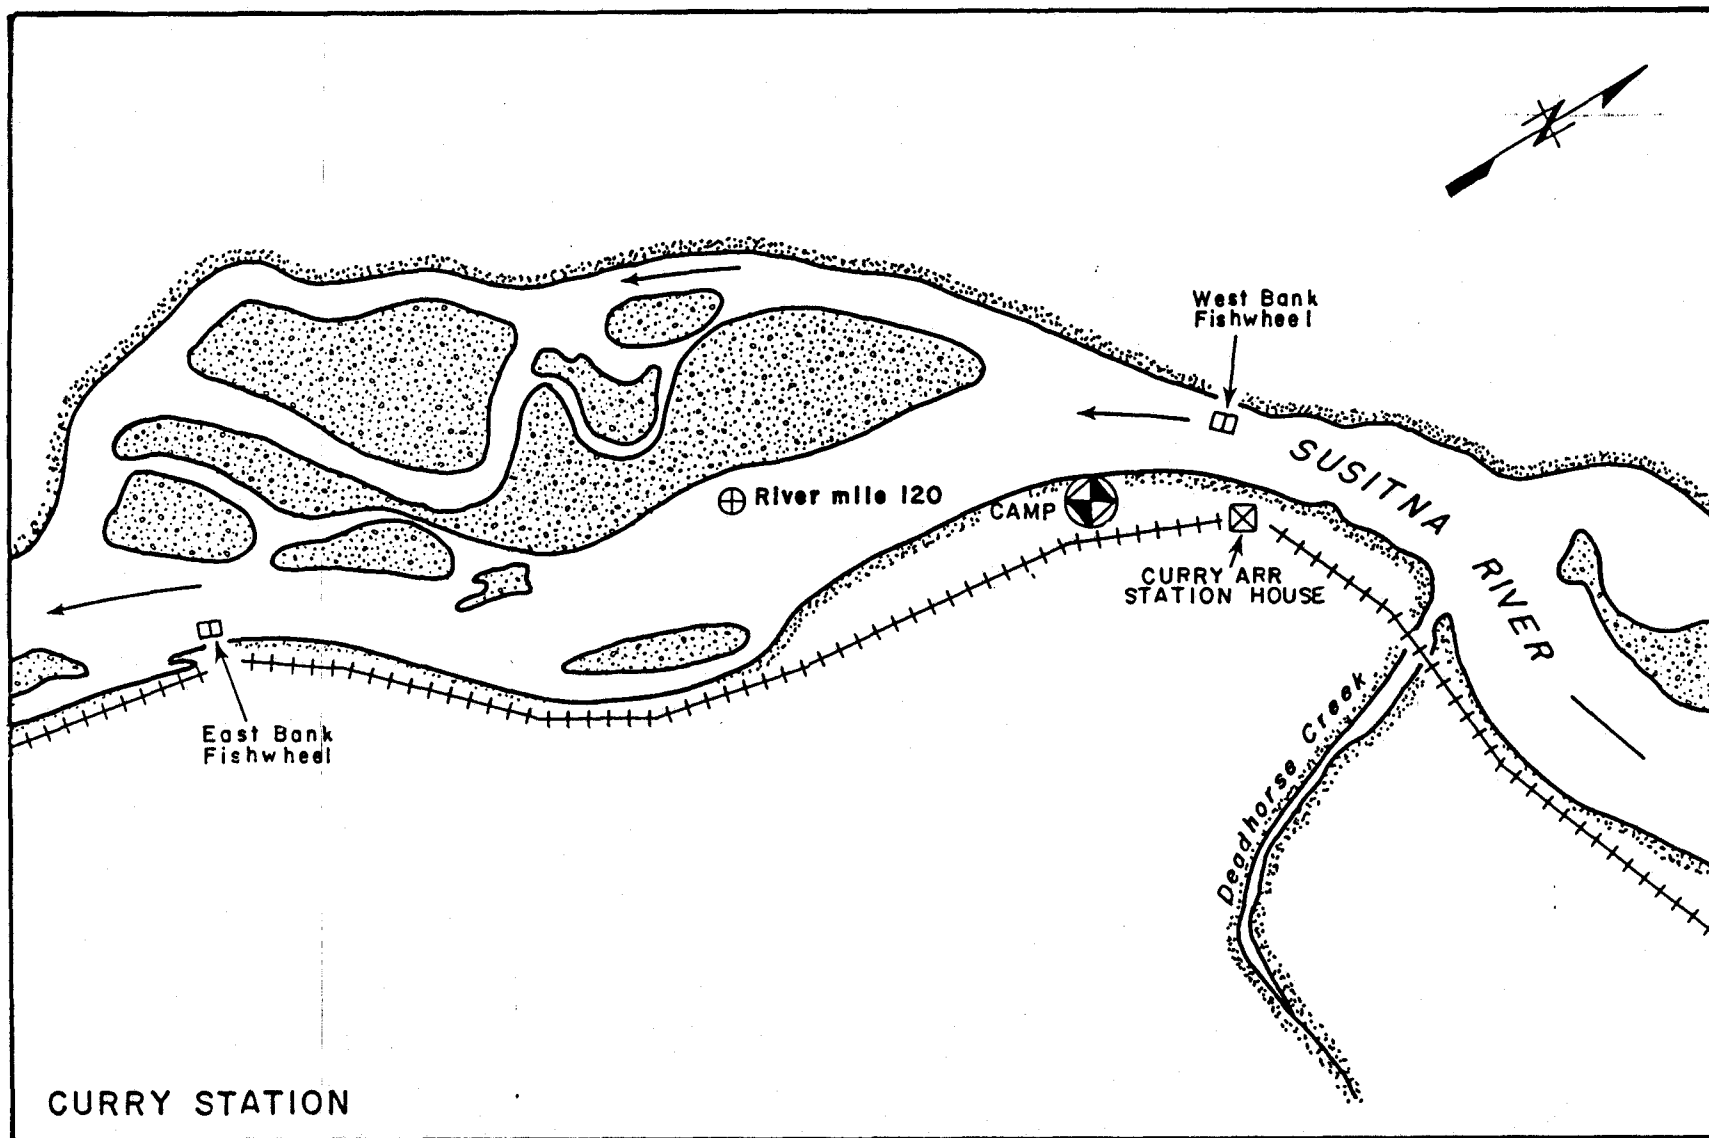 West Bank
Fishwheel
SUSITNA RIVER
River mile 120
CAMP
CURRY ARR
STATION HOUSE
East Bank
Fishwheel
Deadhorse Creek
CURRY STATION
N